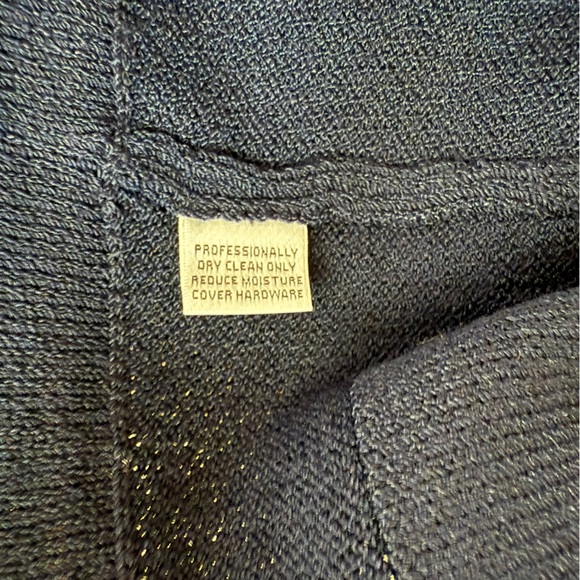 PROFESSIONALLY
DRY CLEAN ONLY
REDUCE MOISTURE
COVER HARDWARE